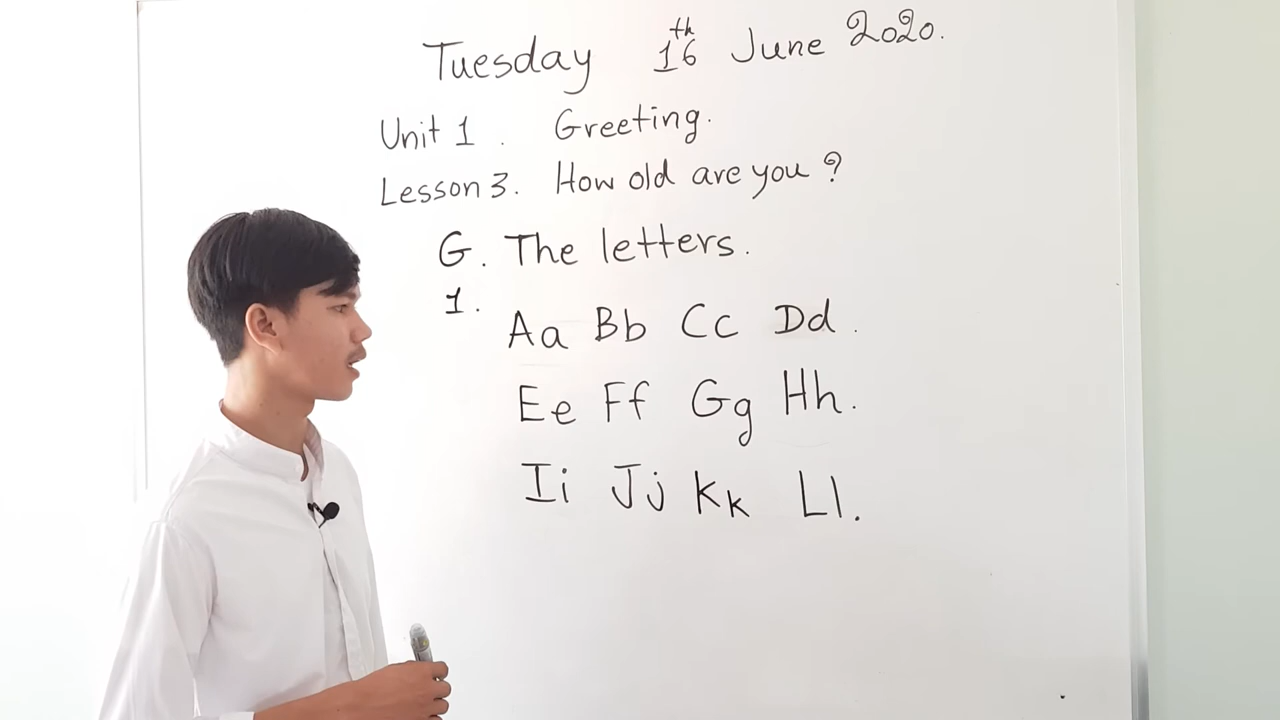 Tuesday 16th June 2020.
Unit 1. Greeting.
Lesson 3. How old are you?
G. The letters.
1.
Aa Bb Cc Dd.
Ee Ff Gg Hh.
Ii Jj Kk Ll.